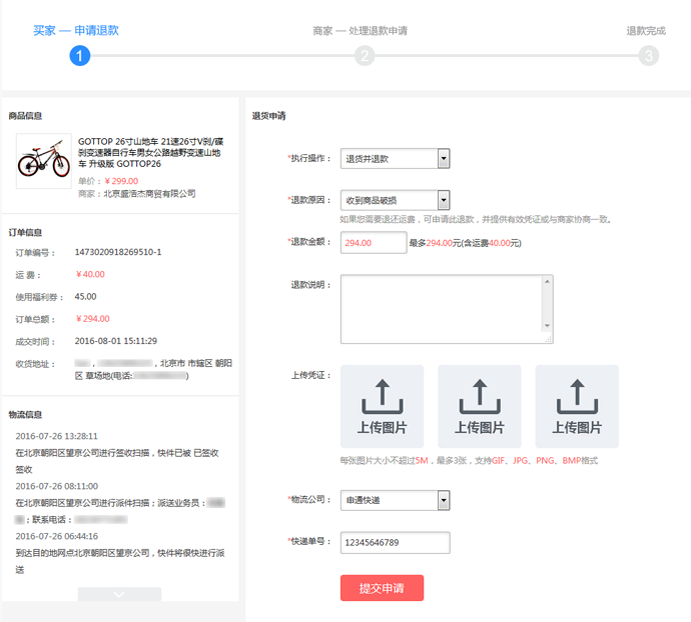 买家 — 申请退款
商家 — 处理退款申请
退款完成
1
2
3
商品信息
GOTTOP 26寸山地车 21速26寸V刹/碟
刹变速器自行车男女公路越野变速山地
车 升级版 GOTTOP26
单价：￥299.00
商家：北京盛浩杰商贸有限公司
订单信息
订单编号： 1473020918269510-1
运 费： ￥40.00
使用福利券： 45.00
订单总额： ￥294.00
成交时间： 2016-08-01 15:11:29
收货地址： ，北京市 市辖区 朝阳
区 草场地(电话: )
物流信息
2016-07-26 13:28:11
在北京朝阳区望京公司进行签收扫描，快件已被 已签收
签收
2016-07-26 08:11:00
在北京朝阳区望京公司进行派件扫描；派送业务员：
；联系电话：
2016-07-26 06:44:16
到达目的地网点北京朝阳区望京公司，快件将很快进行派
送
退货申请
*执行操作： 退货并退款
*退款原因： 收到商品破损
如果您需要退还运费，可申请此退款，并提供有效凭证或与商家协商一致。
*退款金额： 294.00 最多294.00元(含运费40.00元)
退款说明：
上传凭证： 上传图片 上传图片 上传图片
每张图片大小不超过5M，最多3张，支持GIF、JPG、PNG、BMP格式
*物流公司： 申通快递
*快递单号： 12345646789
提交申请